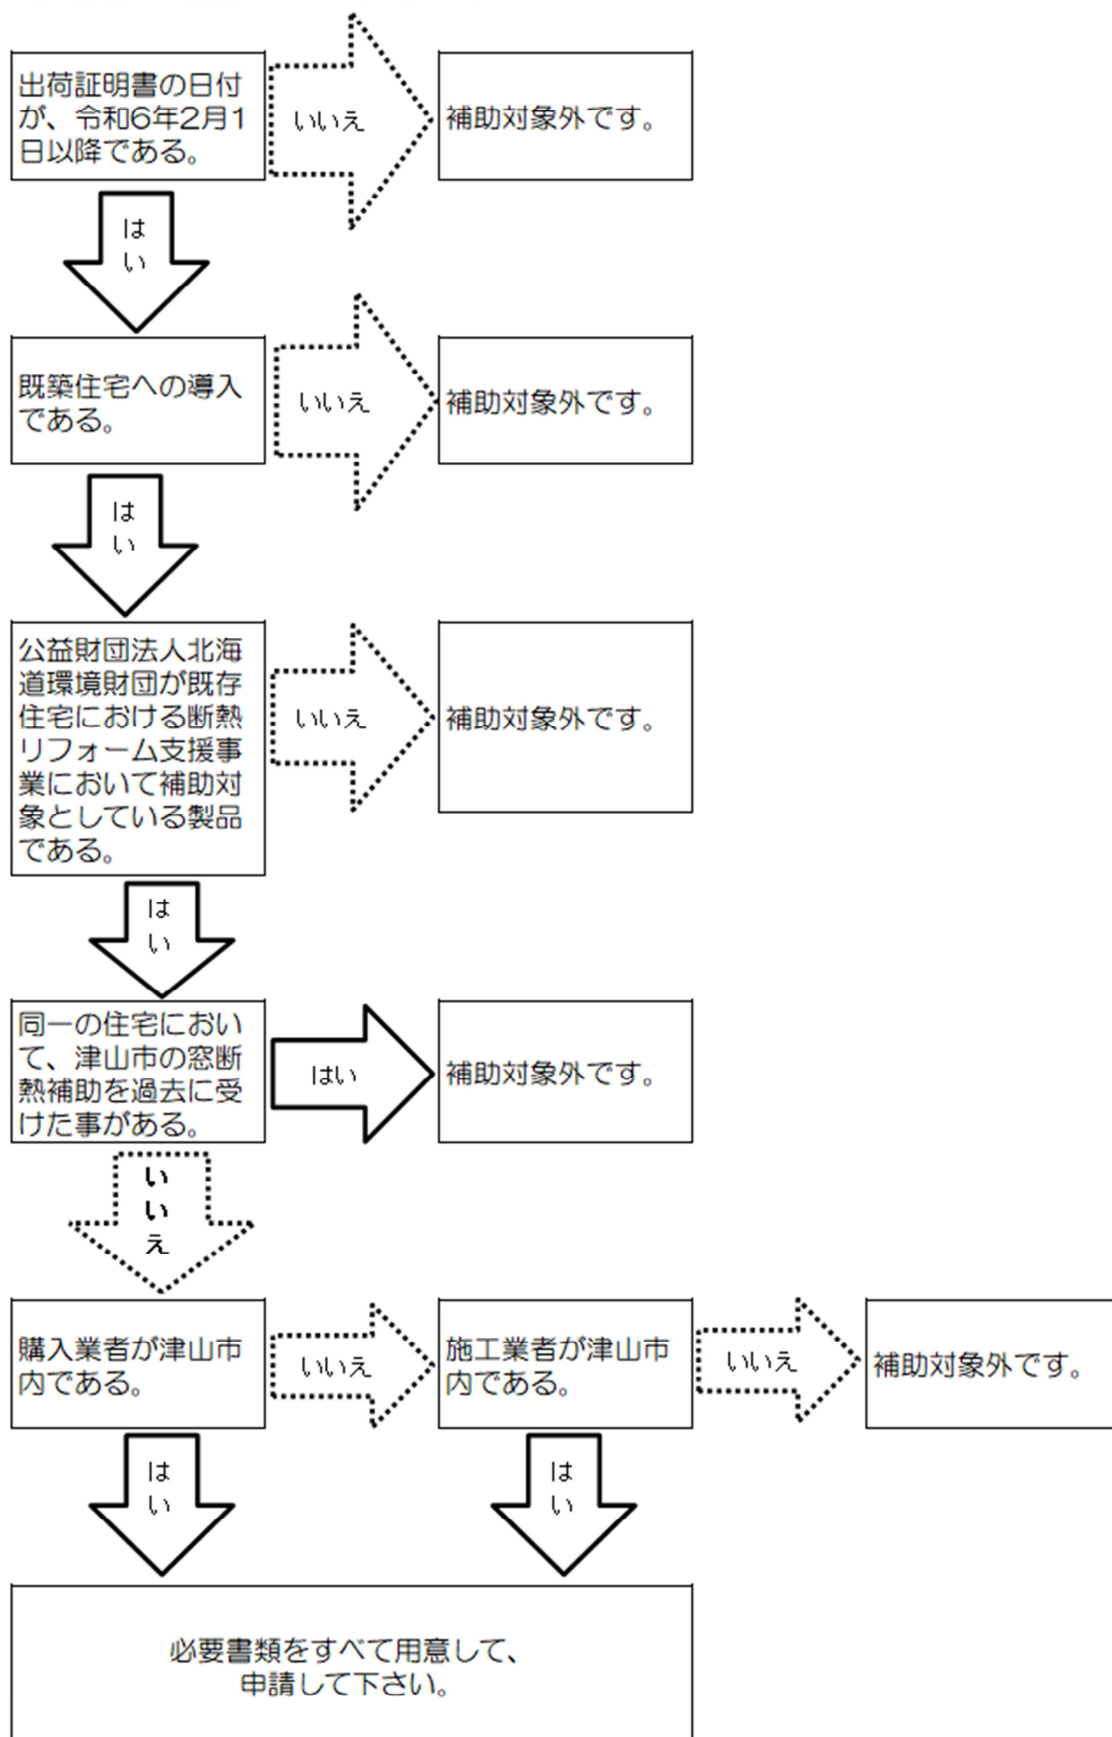 出荷証明書の日付
が、令和6年2月1
日以降である。
いいえ
補助対象外です。
は
い
既築住宅への導入
である。
いいえ
補助対象外です。
は
い
公益財団法人北海
道環境財団が既存
住宅における断熱
リフォーム支援事
業において補助対
象としている製品
である。
いいえ
補助対象外です。
は
い
同一の住宅におい
て、津山市の窓断
熱補助を過去に受
けた事がある。
はい
補助対象外です。
い
い
え
購入業者が津山市
内である。
いいえ
施工業者が津山市
内である。
いいえ
補助対象外です。
は
い
は
い
必要書類をすべて用意して、
申請して下さい。